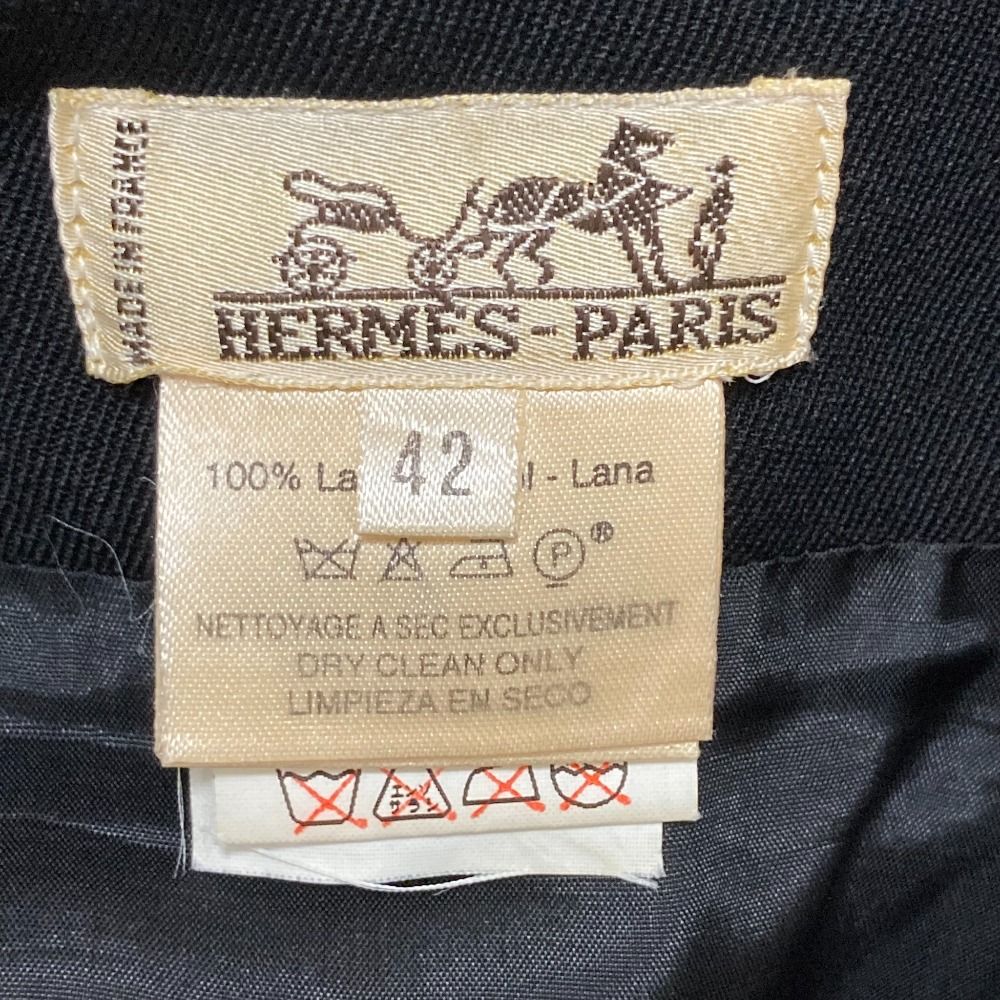 MADE IN FRANCE
HERMES-PARIS
42
100% La l - Lana
P ®
NETTOYAGE A SEC EXCLUSIVEMENT
DRY CLEAN ONLY
LIMPIEZA EN SECO